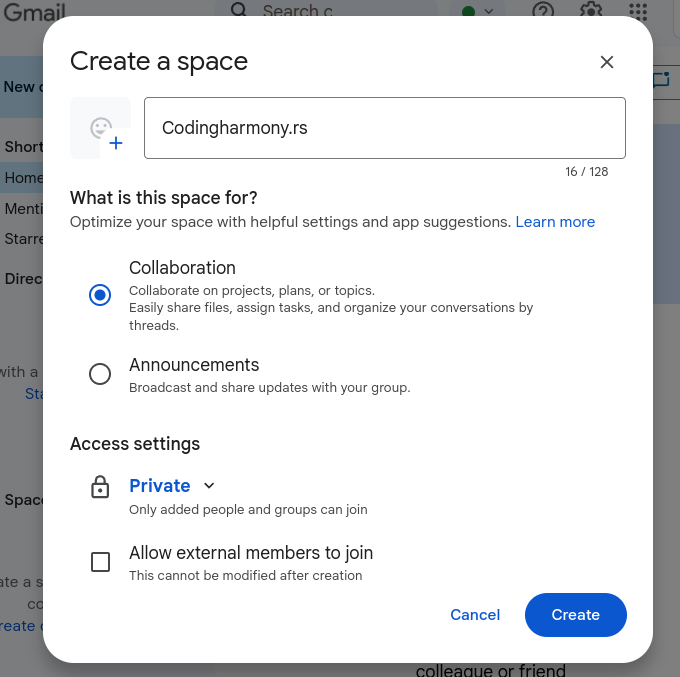 Gmail
Search c
Create a space
New c
Codingharmony.rs
16 / 128
Short
Home
Menti
Starre
Direc
What is this space for?
Optimize your space with helpful settings and app suggestions. Learn more
Collaboration
Collaborate on projects, plans, or topics.
Easily share files, assign tasks, and organize your conversations by
threads.
Announcements
Broadcast and share updates with your group.
with a
Sta
Access settings
Private
Only added people and groups can join
Space
Allow external members to join
This cannot be modified after creation
ate a s
co
reate c
Cancel
Create
colleague or friend